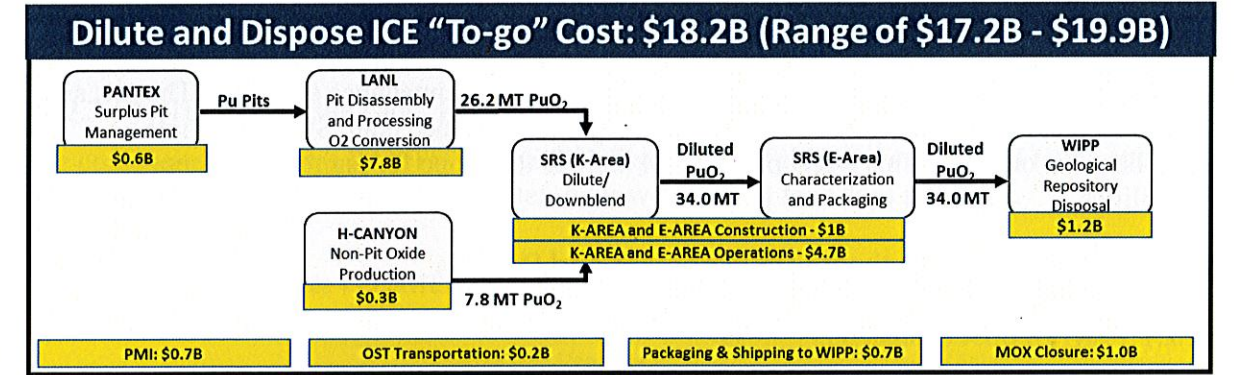 Dilute and Dispose ICE “To-go” Cost: $18.2B (Range of $17.2B - $19.9B)
PANTEX
Surplus Pit
Management
$0.6B
Pu Pits
LANL
Pit Disassembly
and Processing
O2 Conversion
$7.8B
26.2 MT PuO₂
H-CANYON
Non-Pit Oxide
Production
$0.3B
7.8 MT PuO₂
SRS (K-Area)
Dilute/
Downblend
Diluted
PuO₂
34.0 MT
SRS (E-Area)
Characterization
and Packaging
K-AREA and E-AREA Construction - $1B
K-AREA and E-AREA Operations - $4.7B
Diluted
PuO₂
34.0 MT
WIPP
Geological
Repository
Disposal
$1.2B
PMI: $0.7B
OST Transportation: $0.2B
Packaging & Shipping to WIPP: $0.7B
MOX Closure: $1.0B